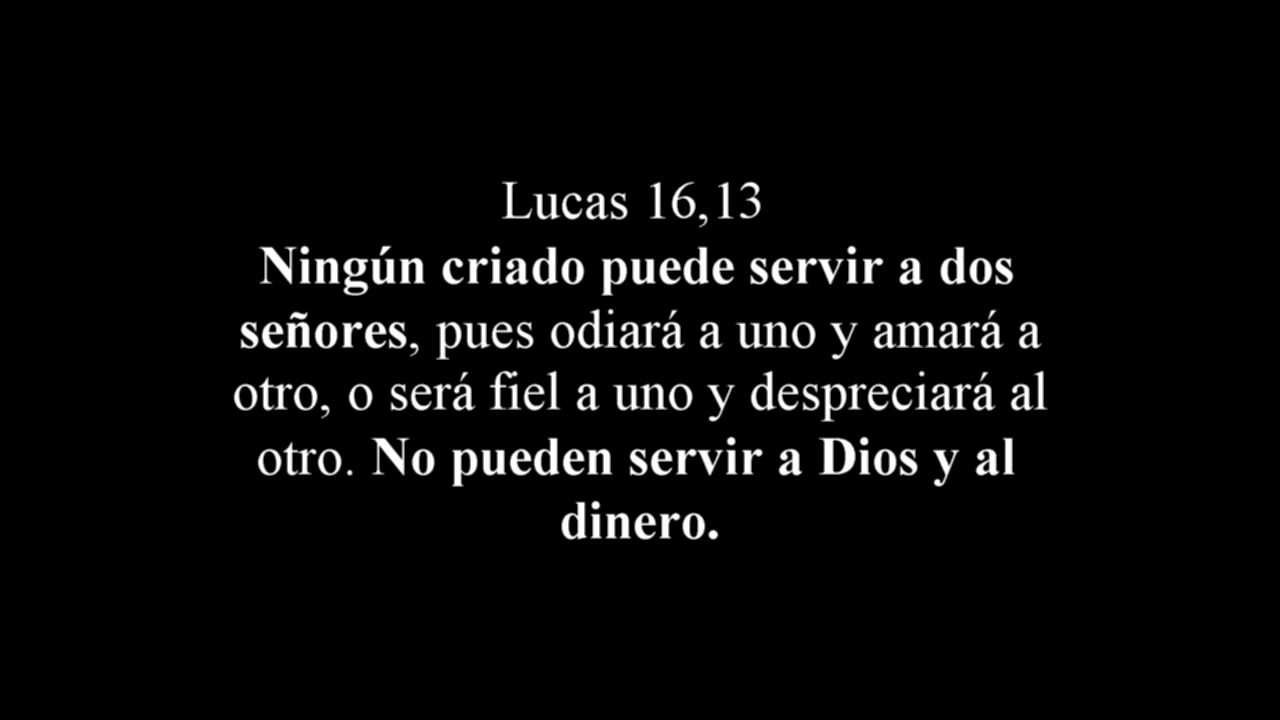 Lucas 16,13
Ningún criado puede servir a dos
señores, pues odiará a uno y amará a
otro, o será fiel a uno y despreciará al
otro. No pueden servir a Dios y al
dinero.